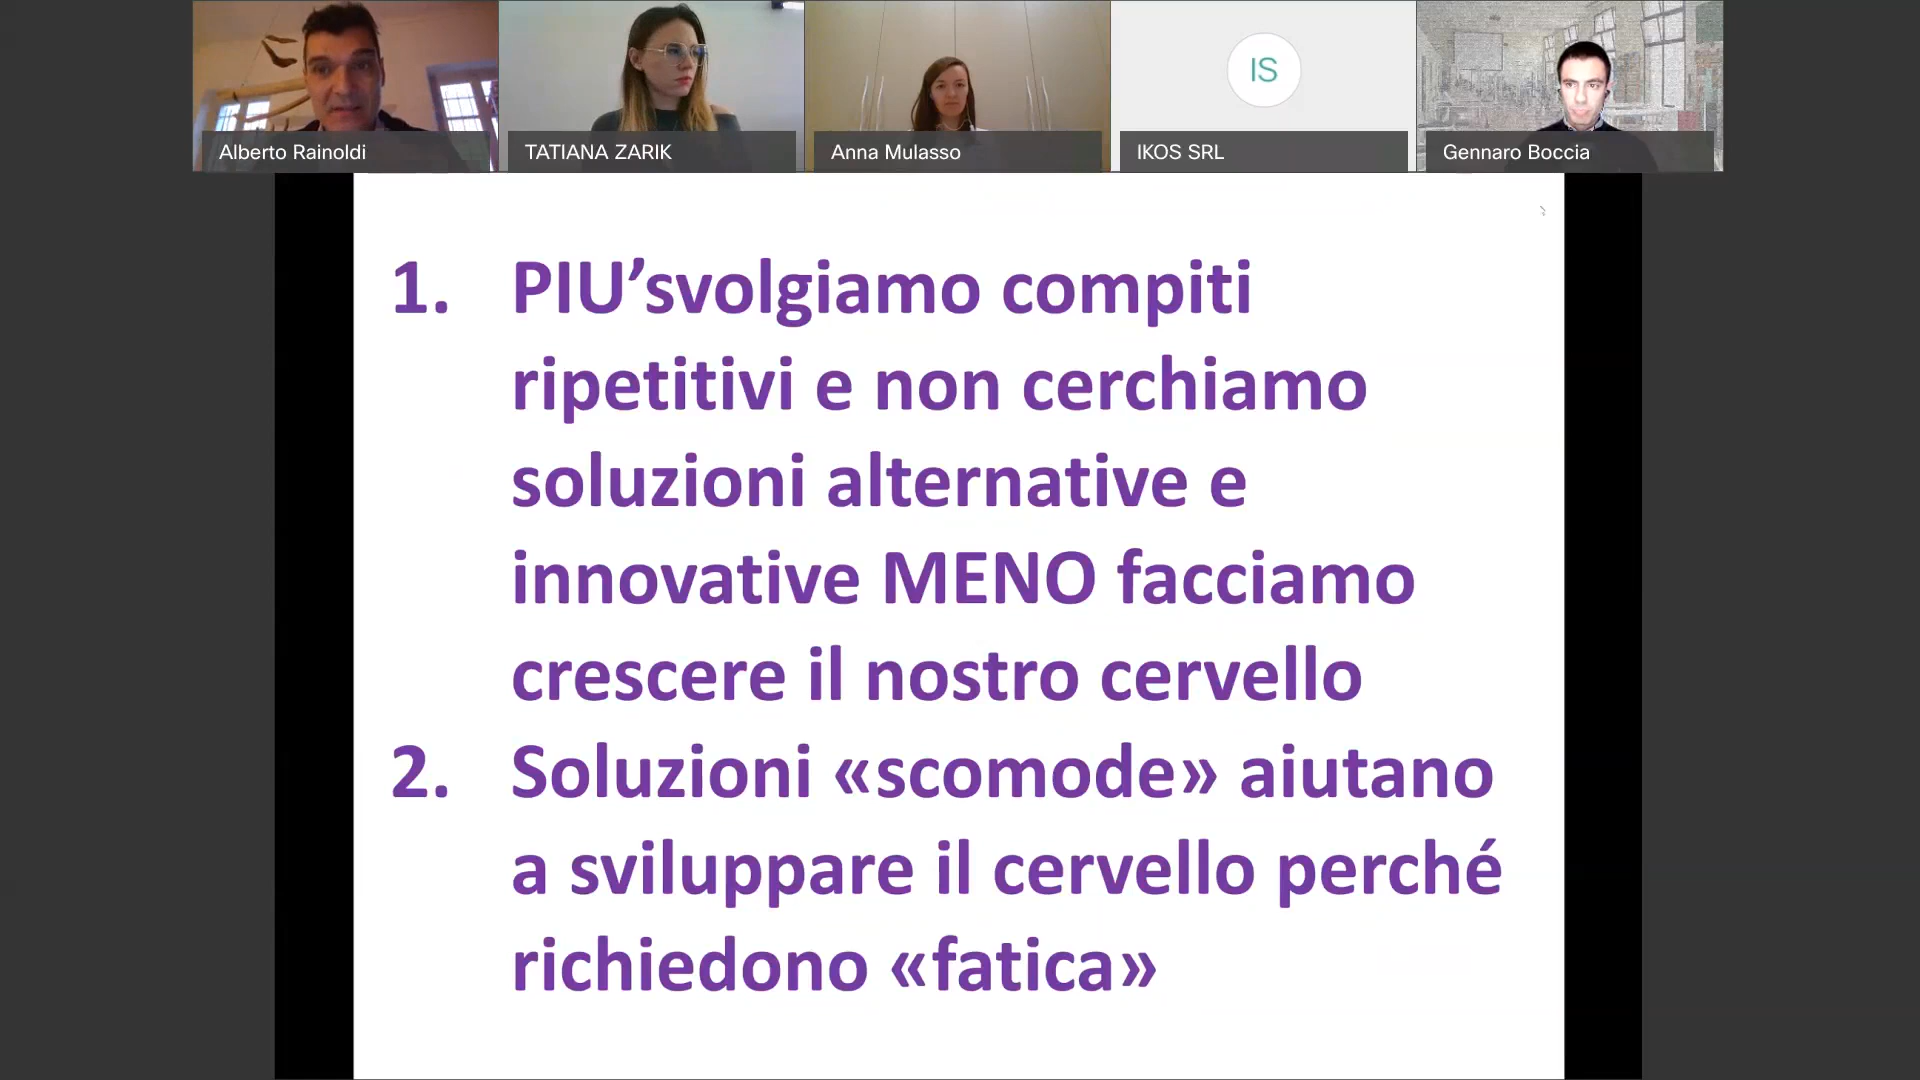 Alberto Rainoldi
TATIANA ZARIK
Anna Mulasso
IS
IKOS SRL
Gennaro Boccia
1. PIU’svolgiamo compiti
ripetitivi e non cerchiamo
soluzioni alternative e
innovative MENO facciamo
crescere il nostro cervello
2. Soluzioni «scomode» aiutano
a sviluppare il cervello perché
richiedono «fatica»